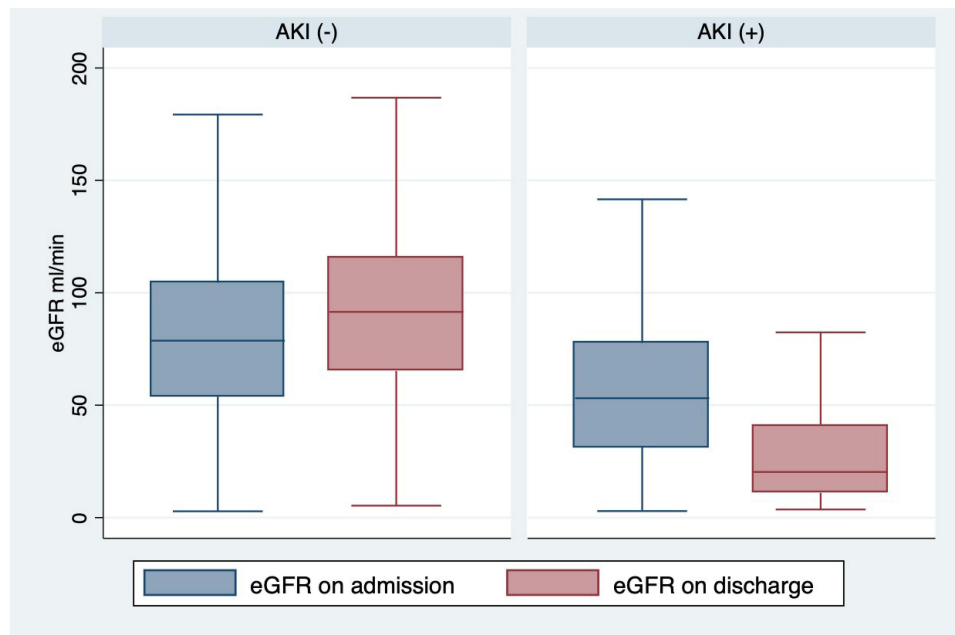 AKI (-)
AKI (+)
eGFR ml/min
200
150
100
50
0
eGFR on admission
eGFR on discharge